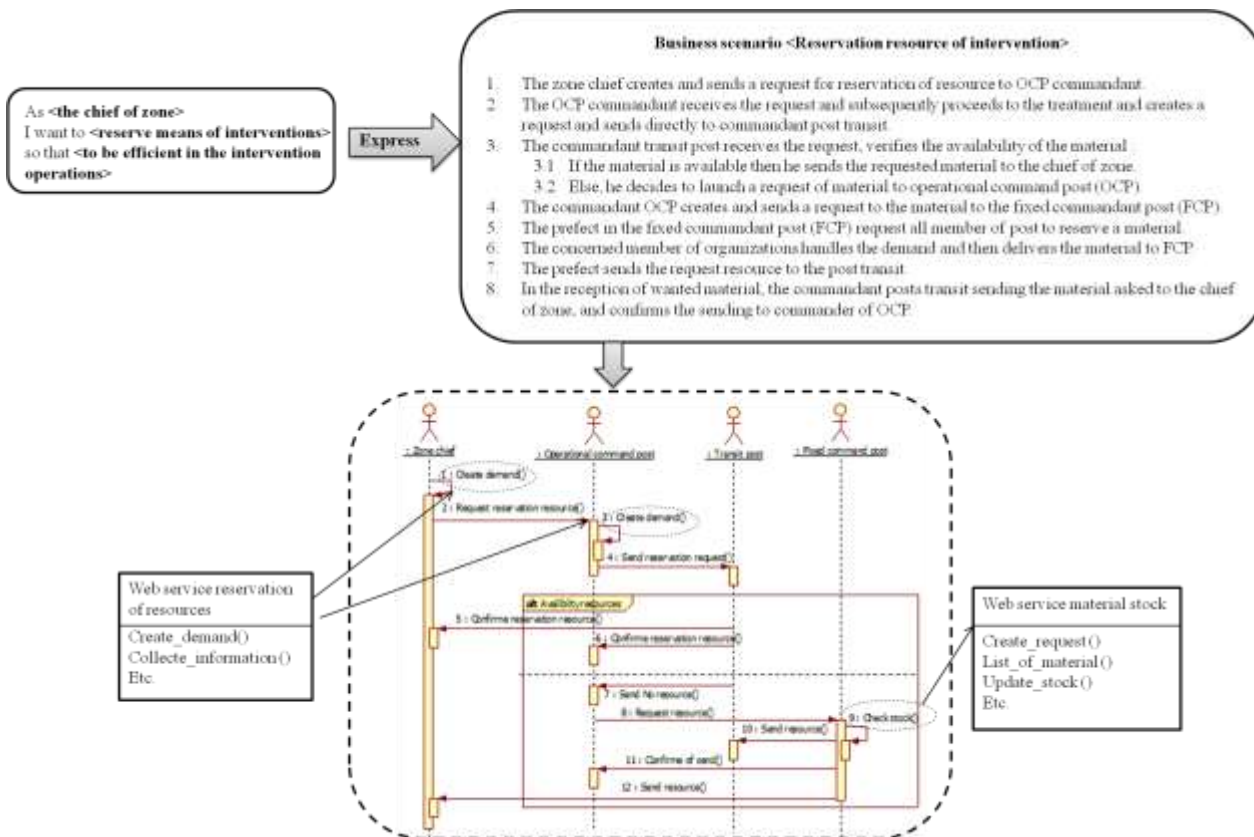 Business scenario <Reservation resource of intervention>
1. The zone chief creates and sends a request for reservation of resource to OCP commandant.
2. The OCP commandant receives the request and subsequently proceeds to the treatment and creates a
request and sends directly to commandant post transit.
3. The commandant transit post receives the request, verifies the availability of the material
3.1 If the material is available then he sends the requested material to the chief of zone.
3.2 Else, he decides to launch a request of material to operational command post (OCP)
4. The commandant OCP creates and sends a request to the material to the fixed commandant post (FCP)
5. The prefect in the fixed commandant post (FCP) request all member of post to reserve a material.
6. The concerned member of organizations handles the demand and then delivers the material to FCP
7. The prefect sends the request resource to the post transit.
8. In the reception of wanted material, the commandant posts transit sending the material asked to the chief
of zone, and confirms the sending to commander of OCP.
As <the chief of zone>
I want to <reserve means of interventions>
so that <to be efficient in the intervention
operations>
Express
: Zone chief
: Operational command post
: Transit post
: Fixed command post
1 : Create demand()
2 : Request reservation resource()
3 : Create demand()
4 : Send reservation request()
alt Availibity resources
5 : Confirme reservation resource()
6 : Confirme reservation resource()
7 : Send No resource()
8 : Request resource()
9 : Check stock()
10 : Send resource()
11 : Confirme of send()
12 : Send resource()
Web service reservation
of resources
Create_demand()
Collecte_information()
Etc.
Web service material stock
Create_request()
List_of_material()
Update_stock()
Etc.